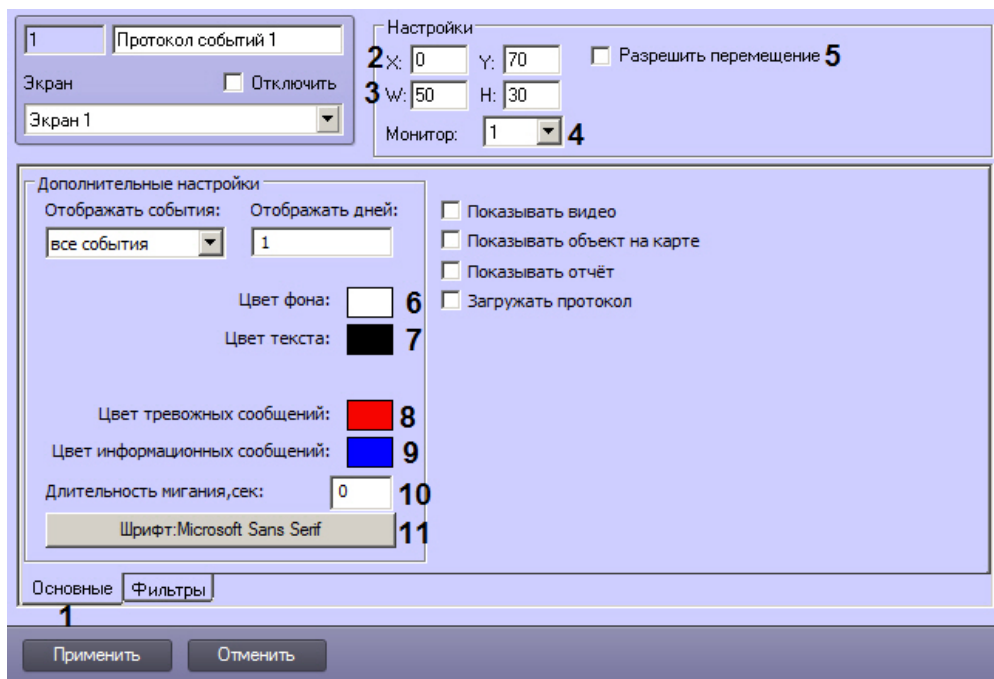 1 Протокол событий 1
Экран Отключить
Экран 1
Настройки
2 X: 0 Y: 70 Разрешить перемещение 5
3 W: 50 H: 30
Монитор: 1 4
Дополнительные настройки
Отображать события: Отображать дней:
все события 1
Цвет фона: 6
Цвет текста: 7
Цвет тревожных сообщений: 8
Цвет информационных сообщений: 9
Длительность мигания,сек: 0 10
Шрифт:Microsoft Sans Serif 11
Показывать видео
Показывать объект на карте
Показывать отчёт
Загружать протокол
Основные Фильтры
1
Применить Отменить